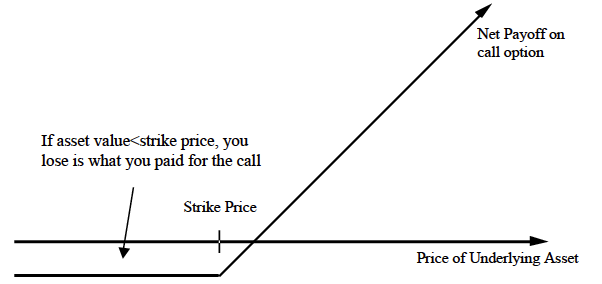 Net Payoff on
call option
If asset value<strike price, you
lose is what you paid for the call
Strike Price
Price of Underlying Asset